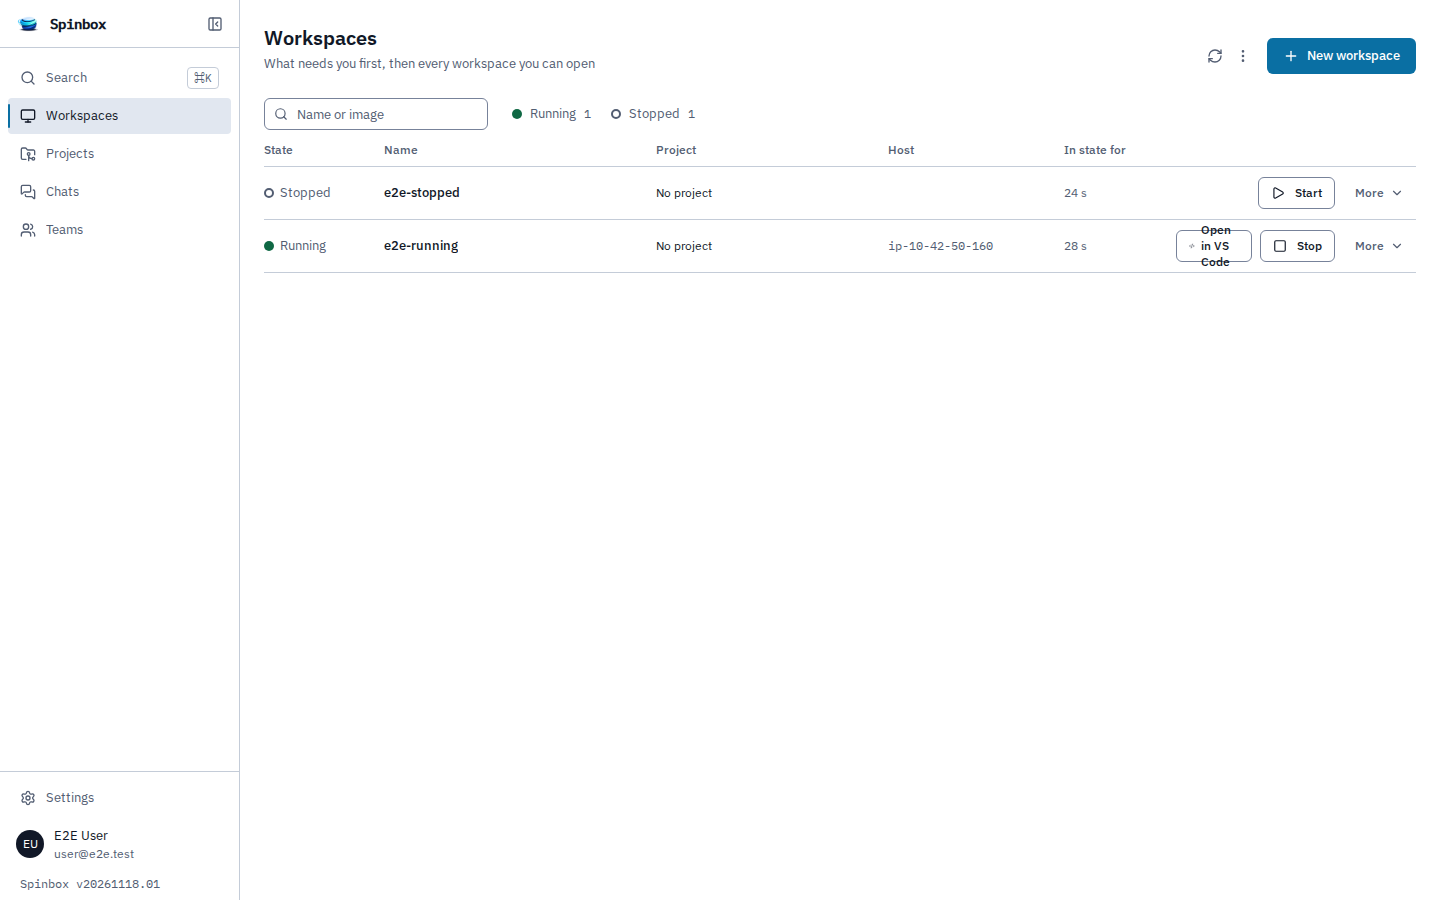 Spinbox
Search
⌘K
Workspaces
Projects
Chats
Teams
Settings
EU
E2E User
user@e2e.test
Spinbox v20261118.01
Workspaces
What needs you first, then every workspace you can open
New workspace
Name or image
Running 1
Stopped 1
State Name Project Host In state for
Stopped e2e-stopped No project 24 s Start More
Running e2e-running No project ip-10-42-50-160 28 s
Open
in VS
Code
Stop More